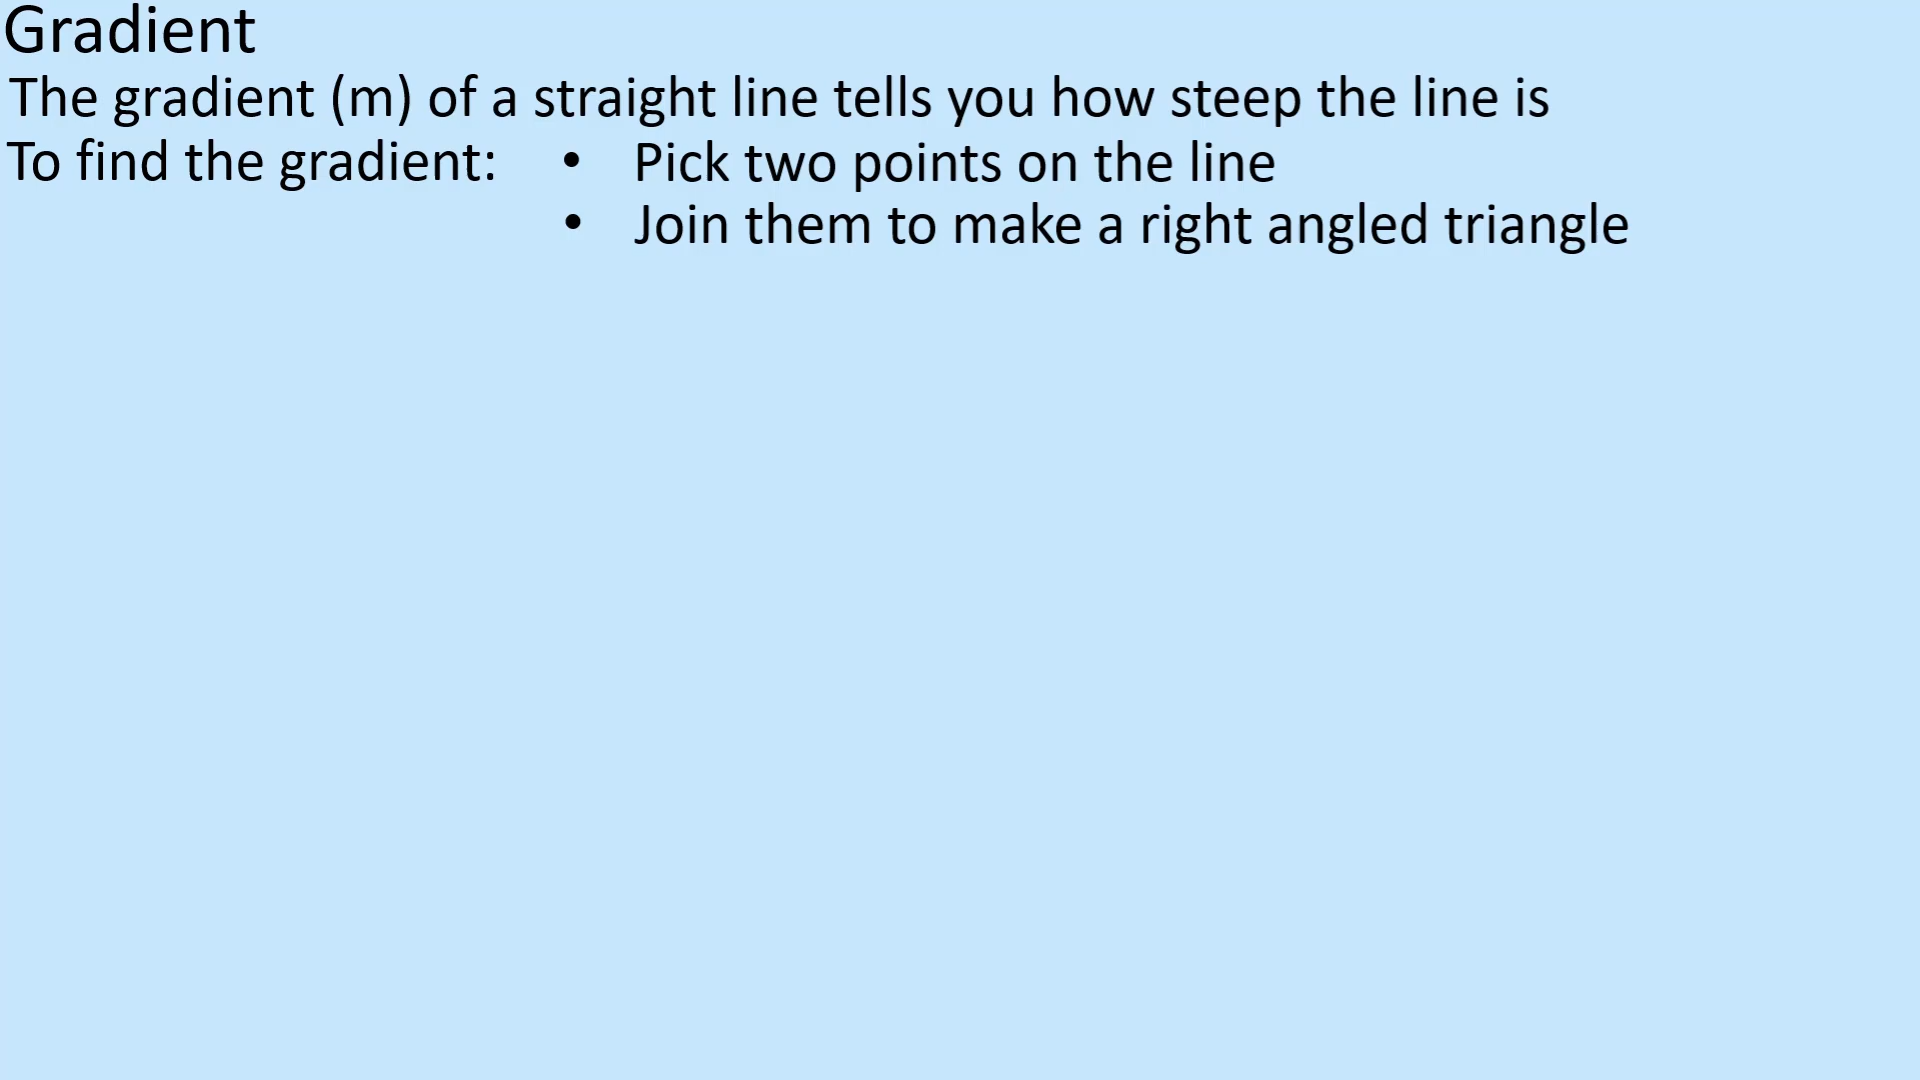 Gradient
The gradient (m) of a straight line tells you how steep the line is
To find the gradient: • Pick two points on the line
• Join them to make a right angled triangle